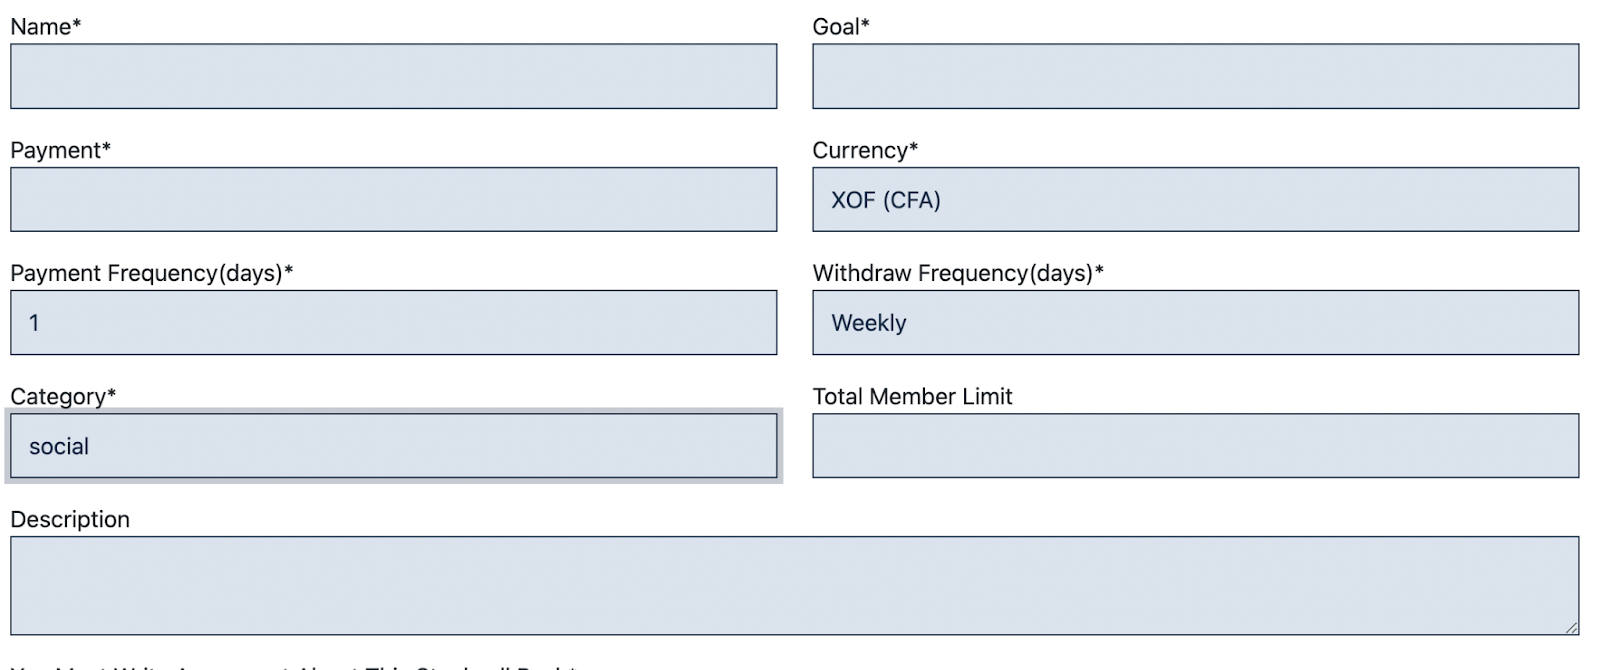 Name*
Goal*
Payment*
Currency*
XOF (CFA)
Payment Frequency(days)*
1
Withdraw Frequency(days)*
Weekly
Category*
social
Total Member Limit
Description